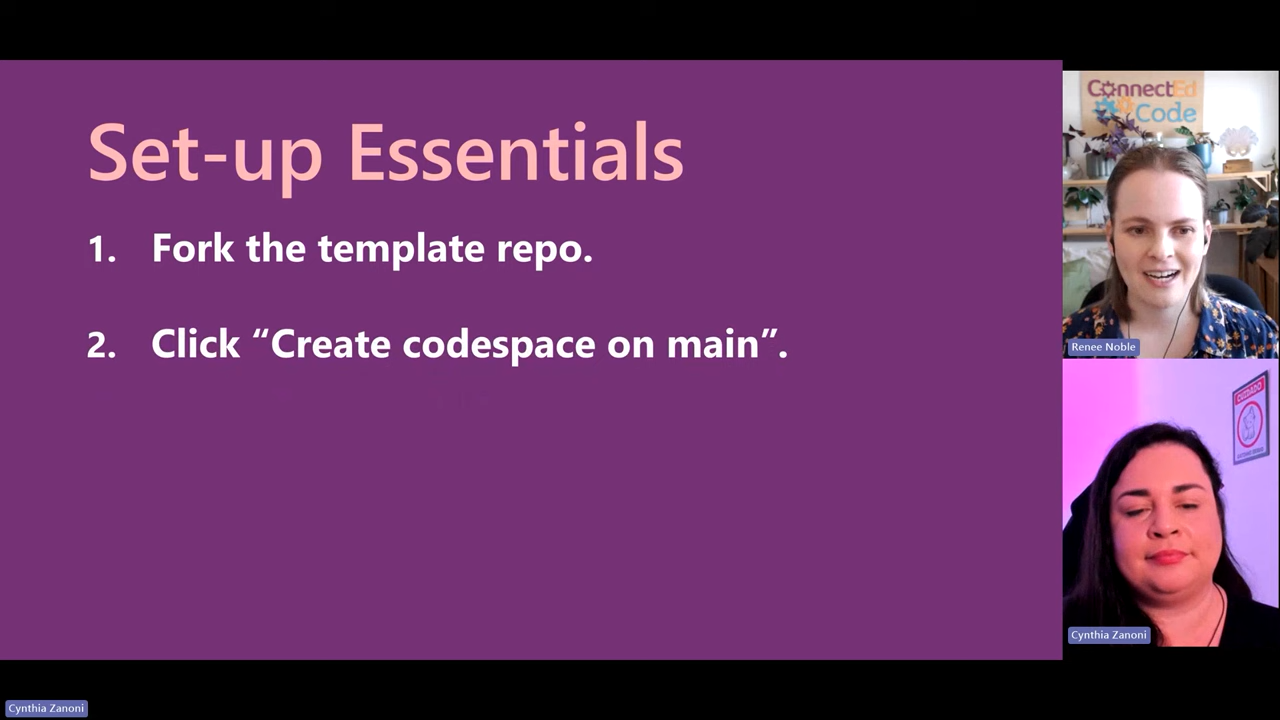 Set-up Essentials
1. Fork the template repo.
2. Click “Create codespace on main”.
ConnectEd
Code
Renee Noble
CUIDADO
Cynthia Zanoni
Cynthia Zanoni